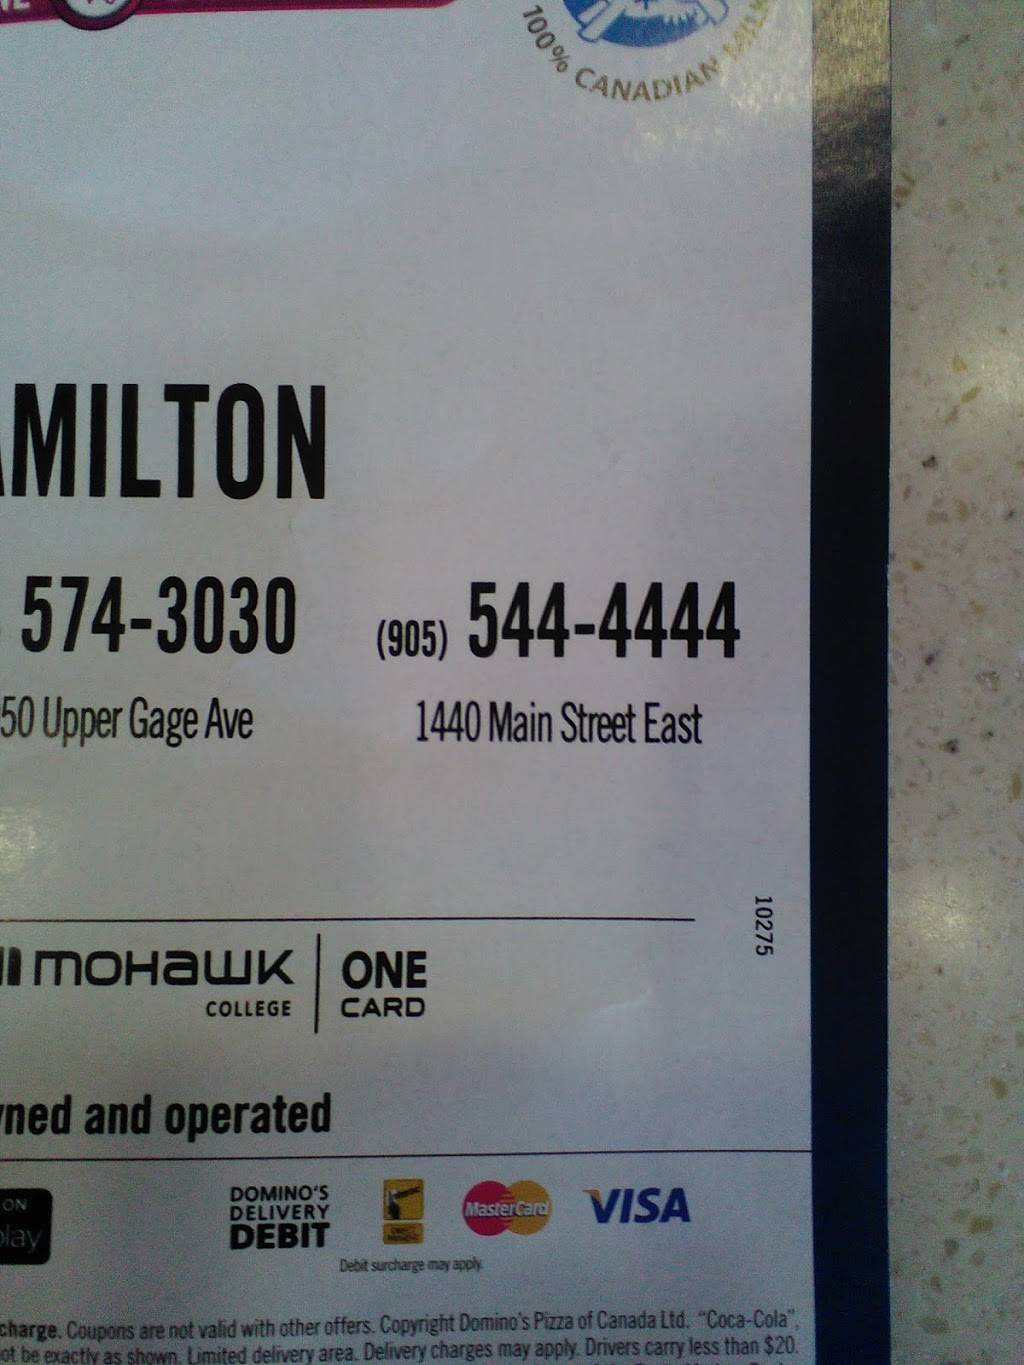 100% CANADIAN MILK
AMILTON
574-3030
(905) 544-4444
50 Upper Gage Ave
1440 Main Street East
10275
mohawk
COLLEGE
ONE
CARD
and operated
ON
DOMINO'S
DELIVERY
DEBIT
MasterCard
VISA
Debit surcharge may apply.
charge. Coupons are not valid with other offers. Copyright Domino's Pizza of Canada Ltd. "Coca-Cola",
be exactly as shown. Limited delivery area. Delivery charges may apply. Drivers carry less than $20.